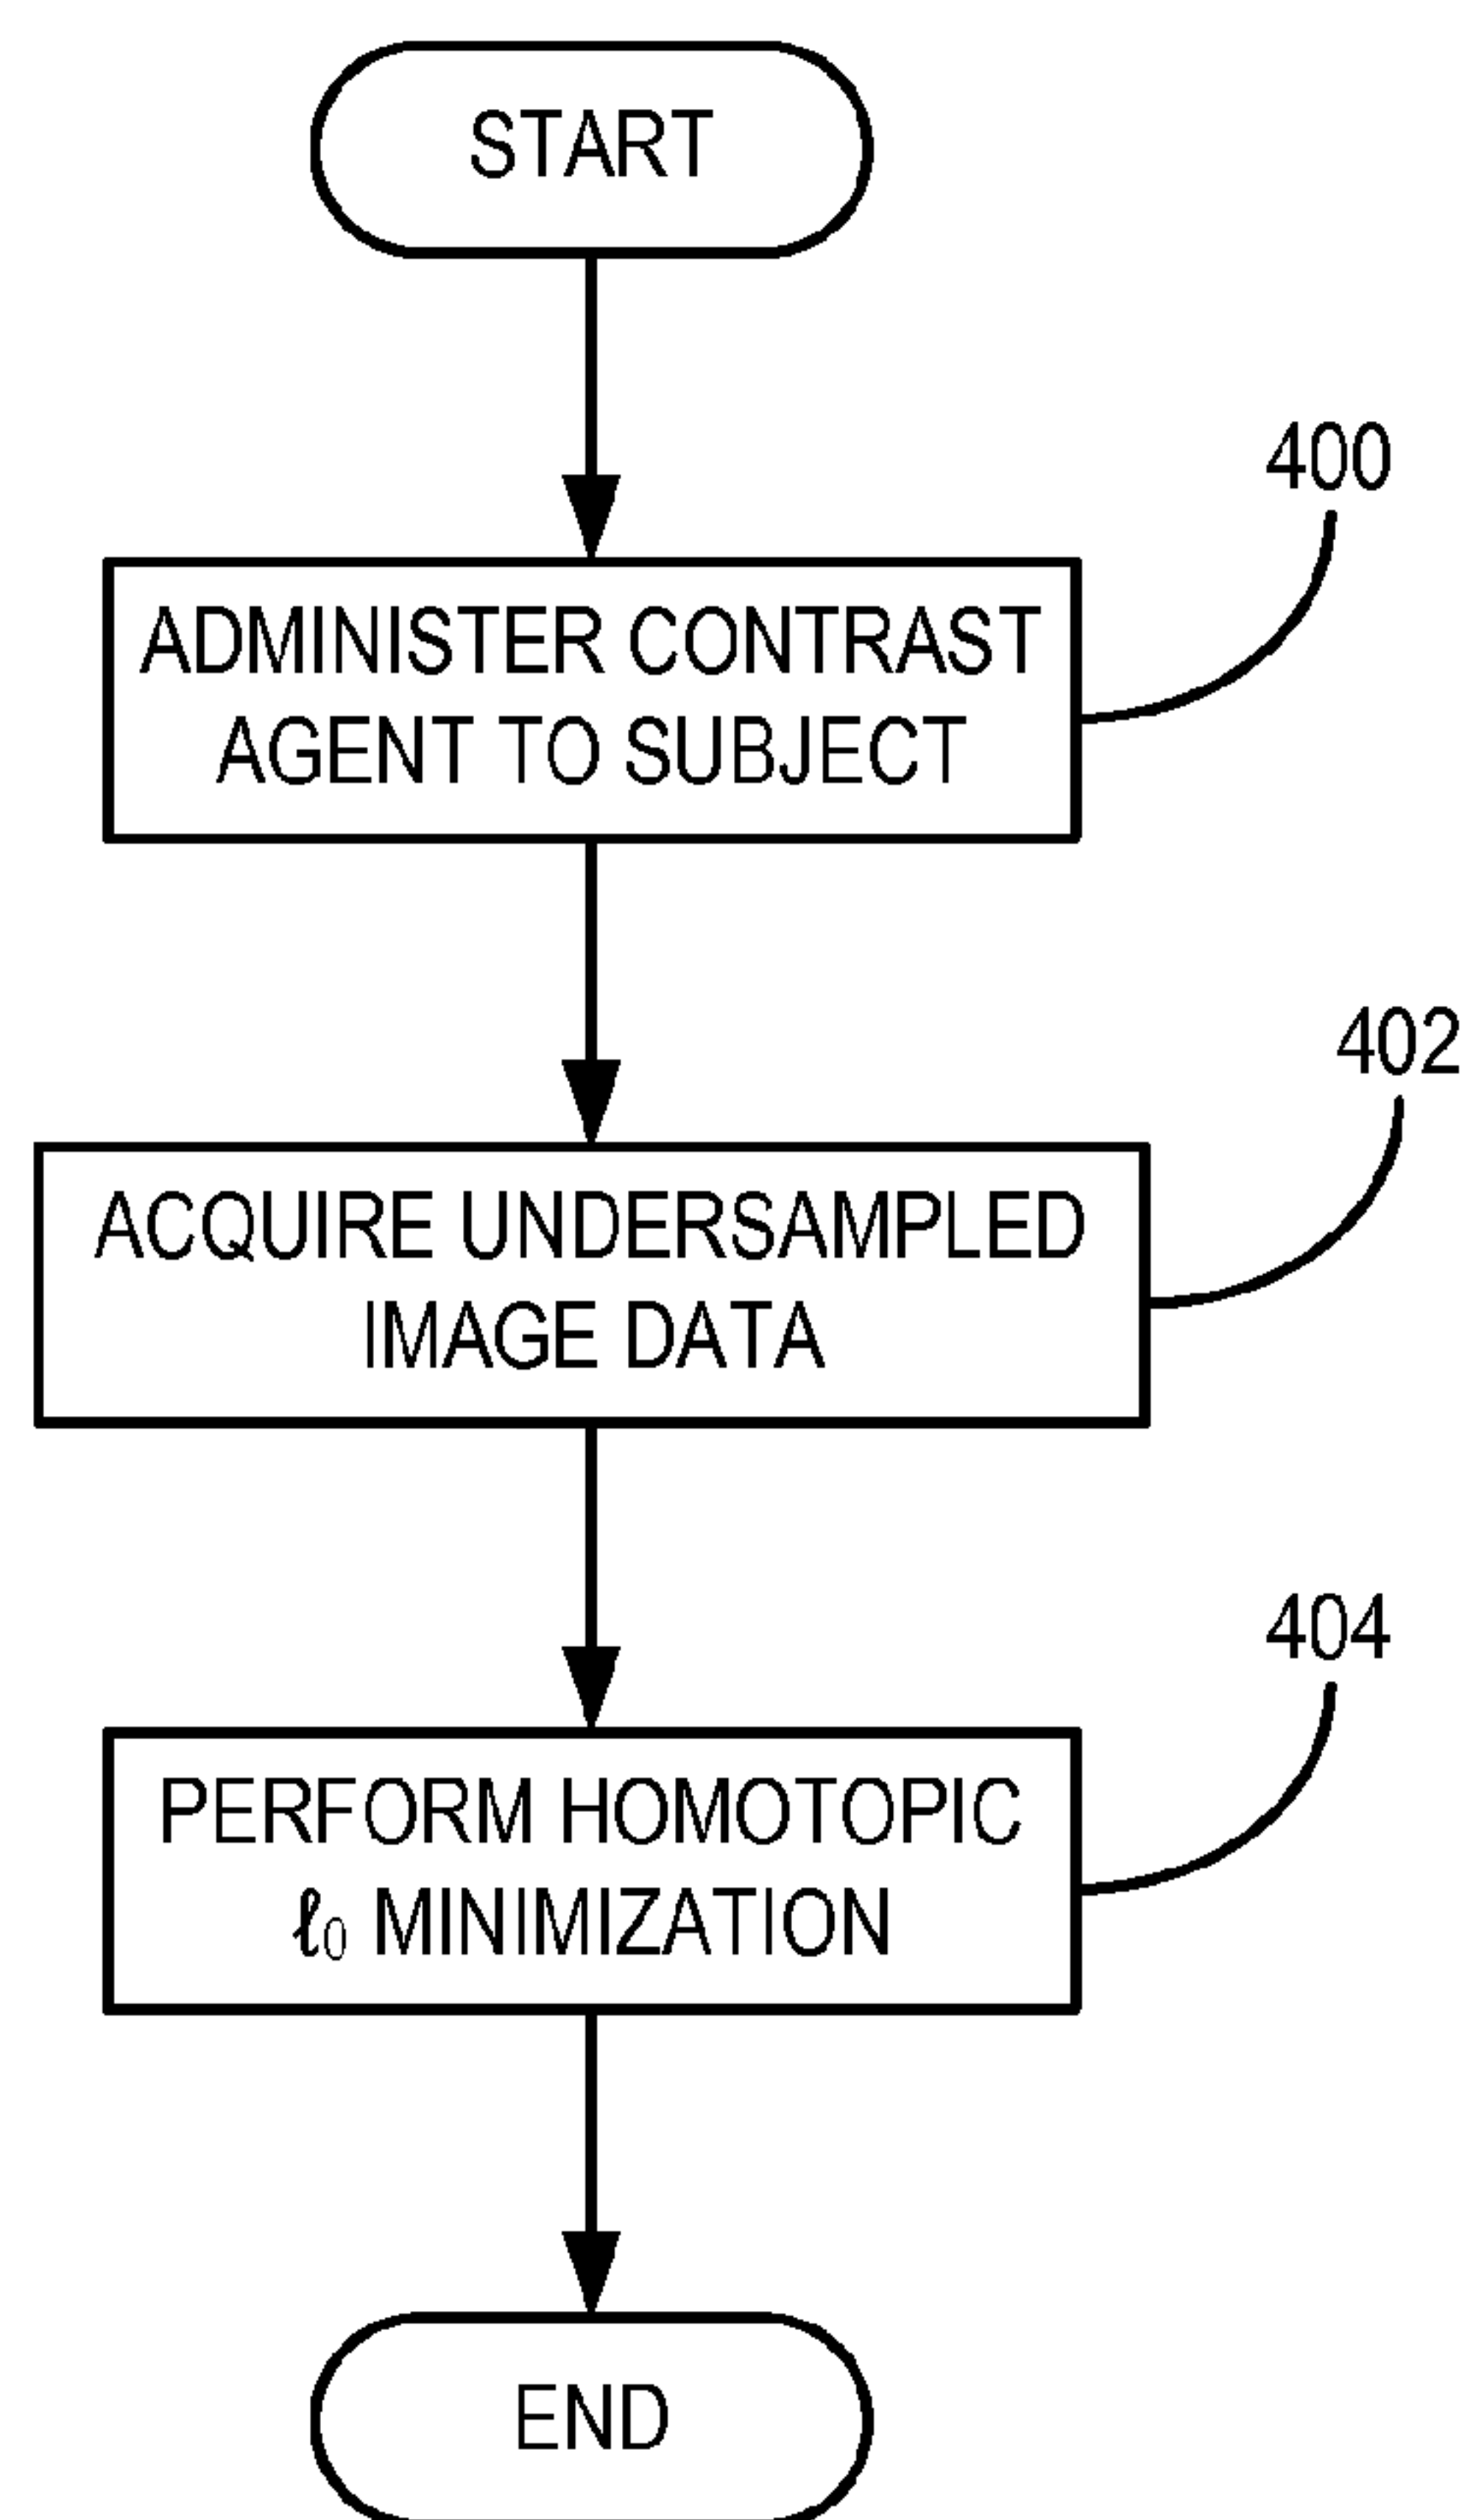 START
400
ADMINISTER CONTRAST
AGENT TO SUBJECT
402
ACQUIRE UNDERSAMPLED
IMAGE DATA
404
PERFORM HOMOTOPIC
ℓ₀ MINIMIZATION
END